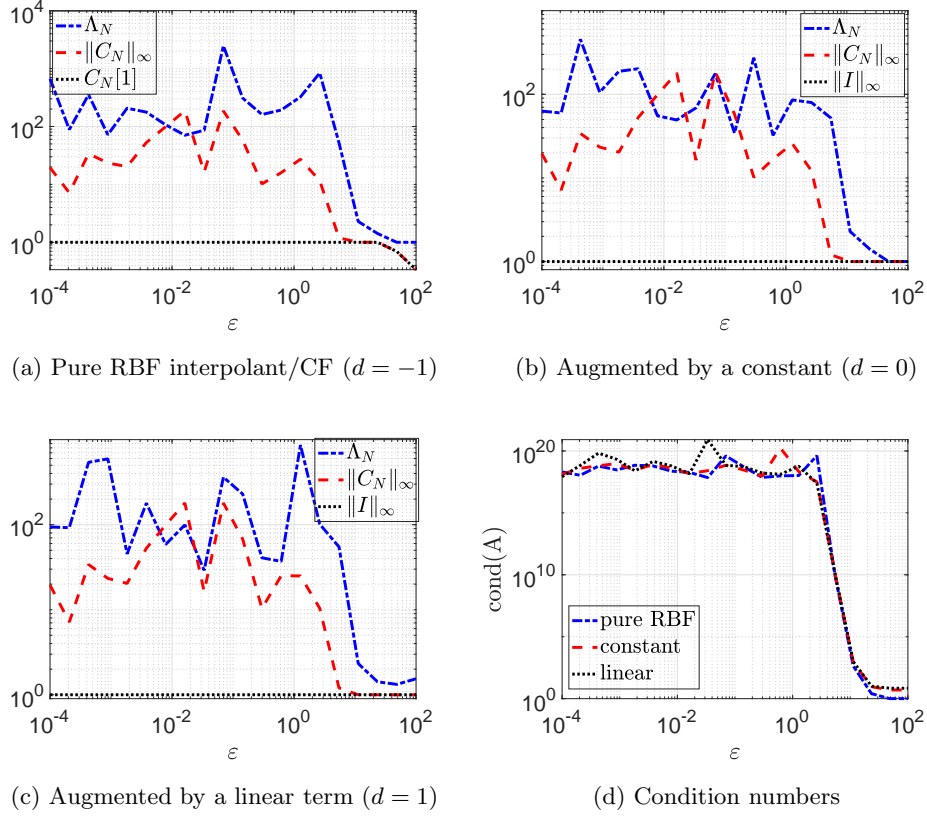 10^4
10^2
10^0
Λ_N
‖C_N‖_∞
C_N[1]
10^-4 10^-2 10^0 10^2
ε
(a) Pure RBF interpolant/CF (d = −1)
10^2
10^0
Λ_N
‖C_N‖_∞
‖I‖_∞
10^-4 10^-2 10^0 10^2
ε
(b) Augmented by a constant (d = 0)
10^2
10^0
Λ_N
‖C_N‖_∞
‖I‖_∞
10^-4 10^-2 10^0 10^2
ε
(c) Augmented by a linear term (d = 1)
cond(A)
10^20
10^10
10^0
pure RBF
constant
linear
10^-4 10^-2 10^0 10^2
ε
(d) Condition numbers